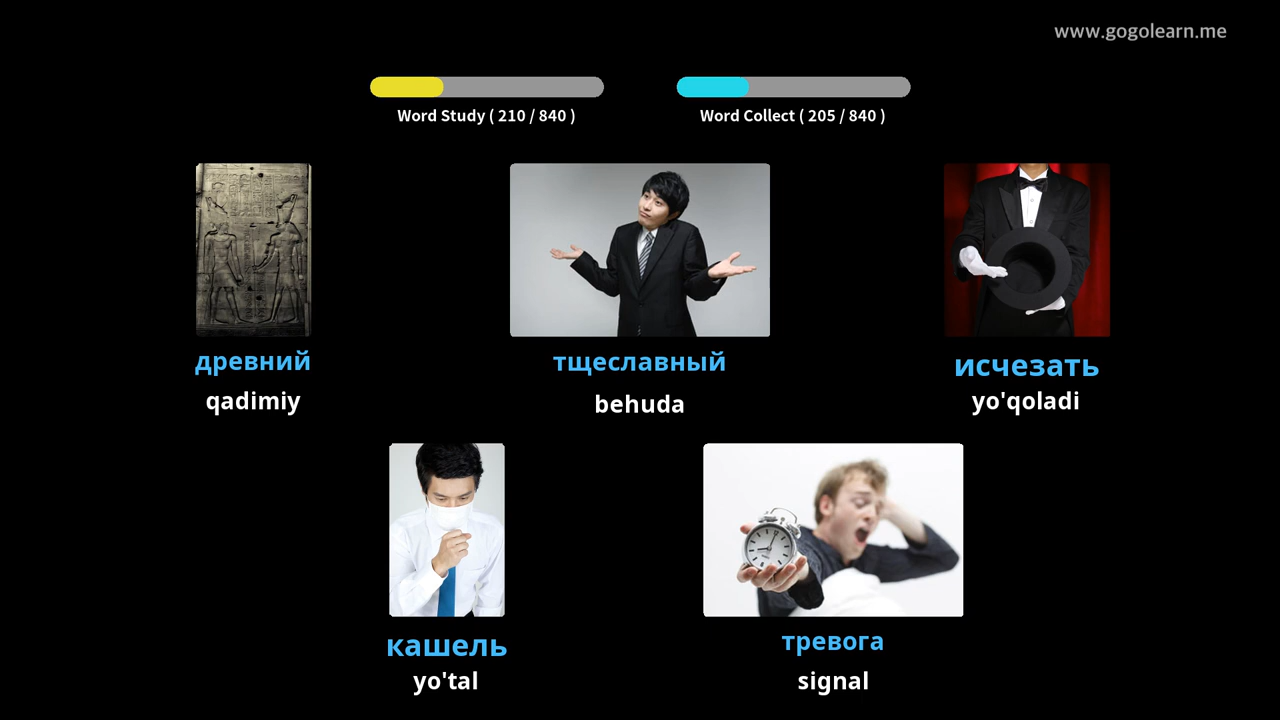 www.gogolearn.me
Word Study ( 210 / 840 )
Word Collect ( 205 / 840 )
древний
qadimiy
тщеславный
behuda
исчезать
yo'qoladi
кашель
yo'tal
тревога
signal